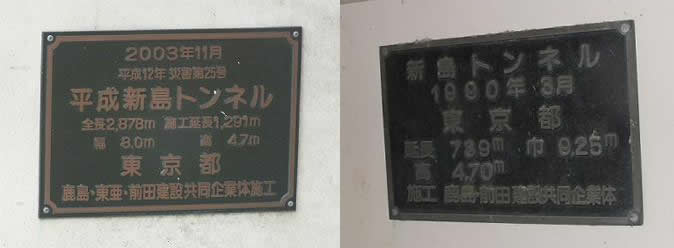 2003年11月
平成12年 災害第25号
平成新島トンネル
全長2,878m 施工延長1,291m
幅 8.0m 高 4.7m
東京都
鹿島・東亜・前田建設共同企業体施工
新島トンネル
1990年 3月
東京都
延長 739m 巾 9.25m
高 4.70m
施工 鹿島・前田建設共同企業体